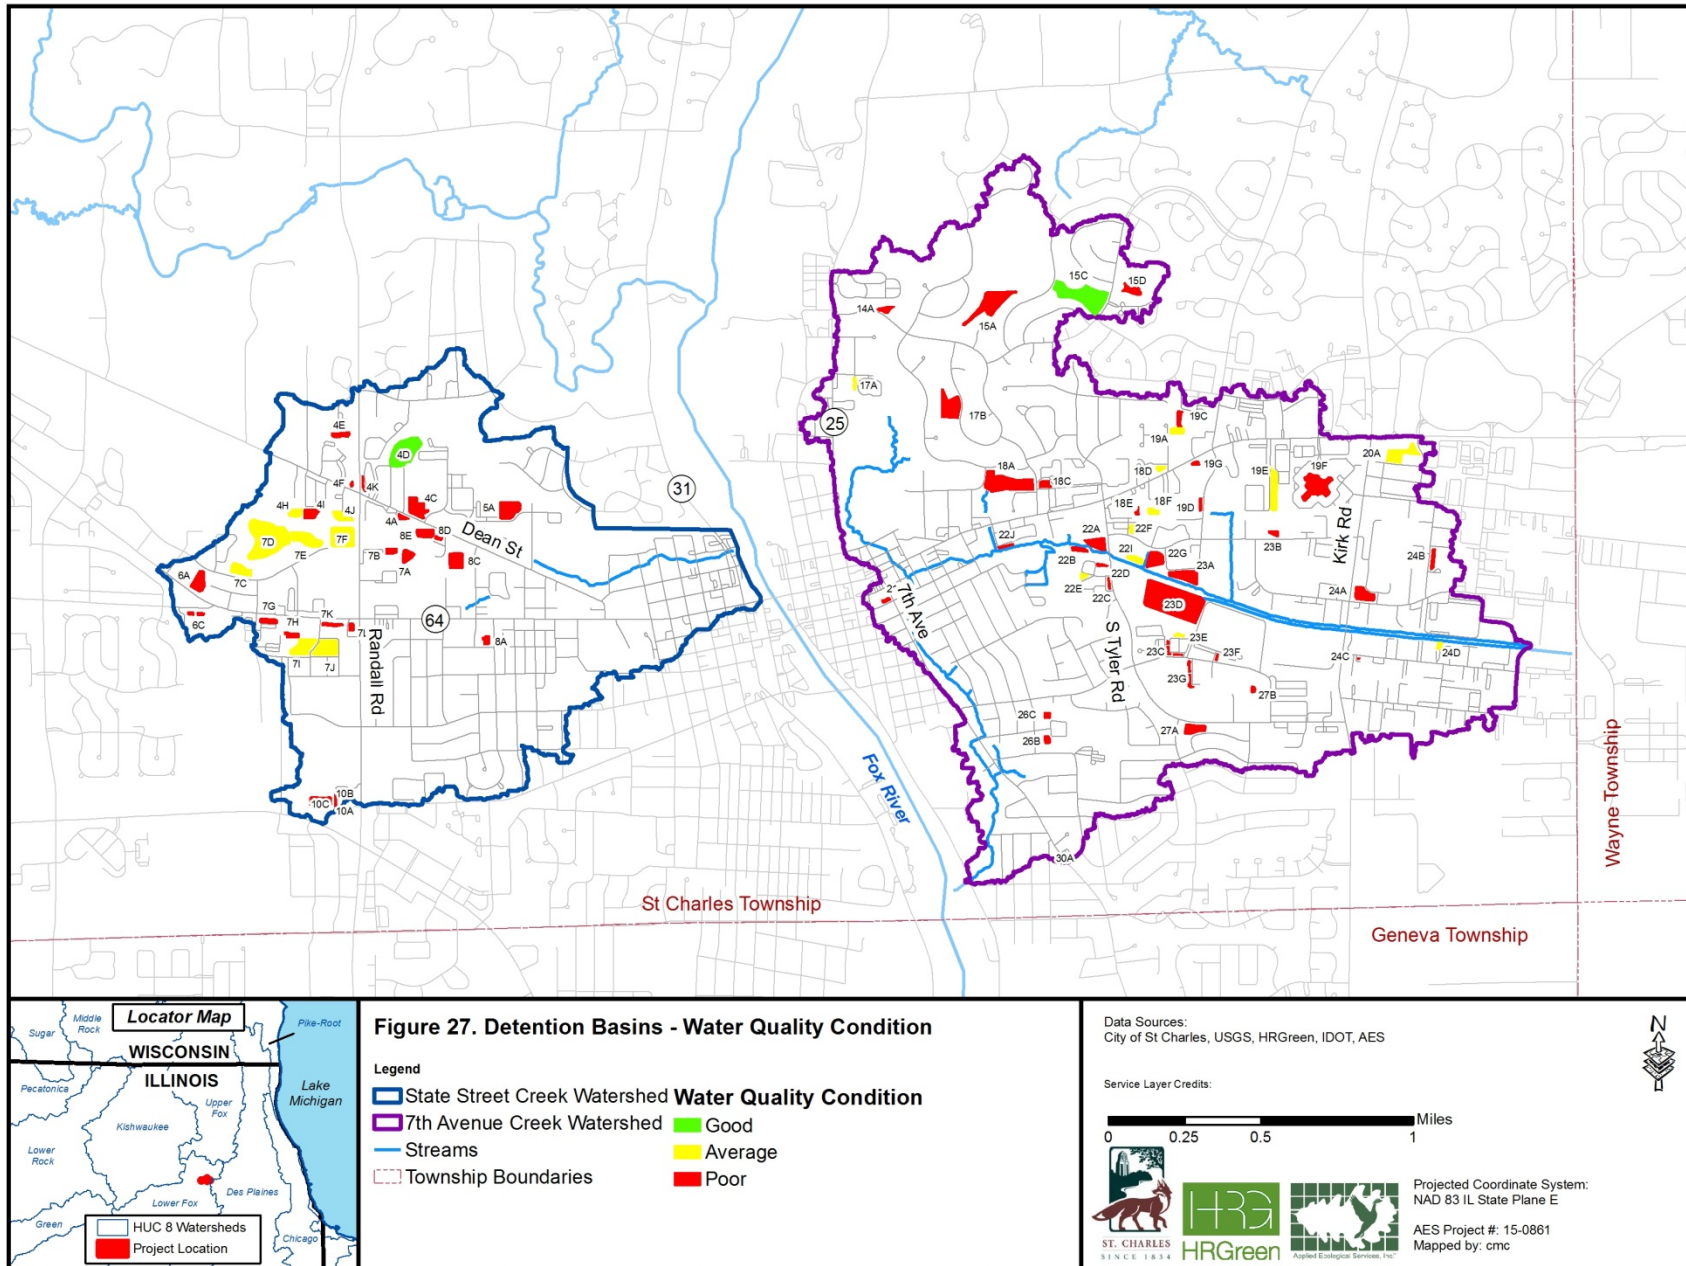 15C
15D
14A
15A
17A
17B
25
19C
19A
4E
4D
20A
18A
18C
18D
19G
19E
19F
4F
4K
31
4C
5A
4H
4I
4J
4A
8D
8E
Dean St
18E
18F
19D
22F
22J
22A
23B
Kirk Rd
24B
7D
7E
7F
7B
7A
8C
22B
22I
22G
22D
23A
6A
7C
22E
22C
24A
7th Ave
23D
6C
7G
7H
7K
64
8A
S Tyler Rd
23E
23C
23F
24C
24D
7I
7J
Randall Rd
23G
27B
26C
26B
27A
Fox River
10B
10C
10A
30A
Wayne Township
St Charles Township
Geneva Township
Locator Map
Sugar
Middle
Rock
Pike-Root
WISCONSIN
ILLINOIS
Pecatonica
Upper
Fox
Lake
Michigan
Kishwaukee
Lower
Rock
Des Plaines
Lower Fox
Green
Chicago
HUC 8 Watersheds
Project Location
Figure 27. Detention Basins - Water Quality Condition
Legend
State Street Creek Watershed
7th Avenue Creek Watershed
Streams
Township Boundaries
Water Quality Condition
Good
Average
Poor
Data Sources:
City of St Charles, USGS, HRGreen, IDOT, AES
Service Layer Credits:
N
Miles
0 0.25 0.5 1
ST. CHARLES
SINCE 1834
HRG
HRGreen
Applied Ecological Services, Inc.
Projected Coordinate System:
NAD 83 IL State Plane E
AES Project #: 15-0861
Mapped by: cmc